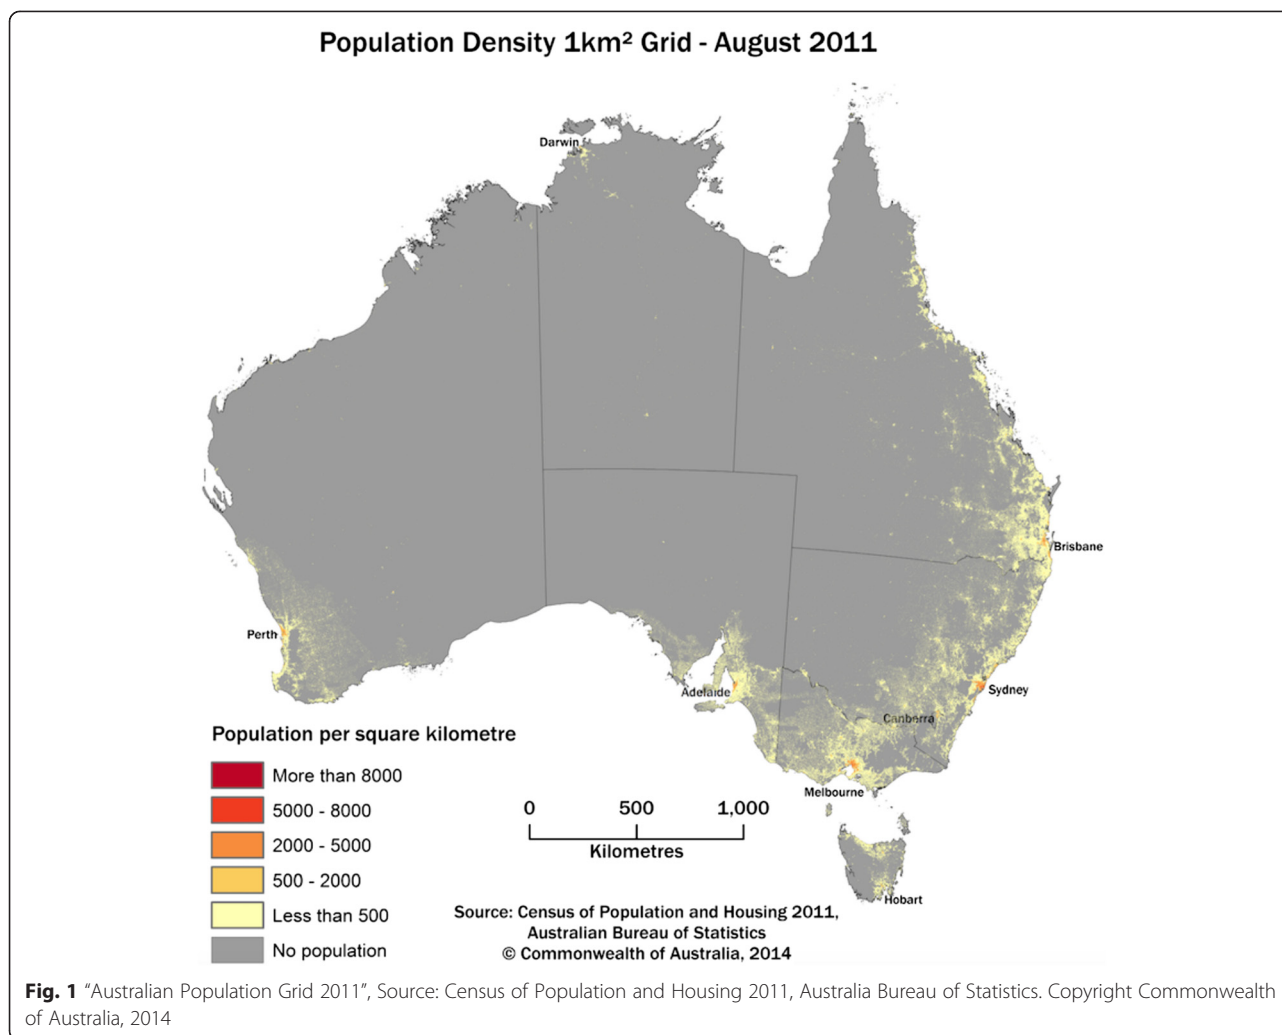 Population Density 1km² Grid - August 2011
Darwin
Brisbane
Perth
Adelaide
Sydney
Canberra
Melbourne
Hobart
Population per square kilometre
More than 8000
5000 - 8000
2000 - 5000
500 - 2000
Less than 500
No population
0 500 1,000
Kilometres
Source: Census of Population and Housing 2011,
Australian Bureau of Statistics
© Commonwealth of Australia, 2014
Fig. 1 “Australian Population Grid 2011”, Source: Census of Population and Housing 2011, Australia Bureau of Statistics. Copyright Commonwealth
of Australia, 2014